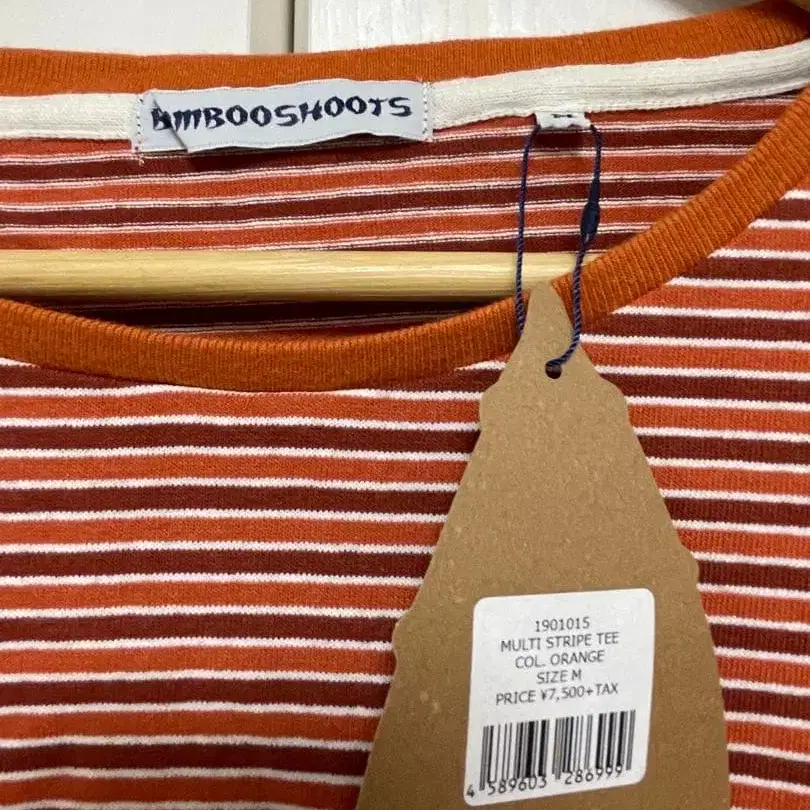 BAMBOOSHOOTS
M
1901015
MULTI STRIPE TEE
COL. ORANGE
SIZE M
PRICE ¥7,500+TAX
4 589603 286999